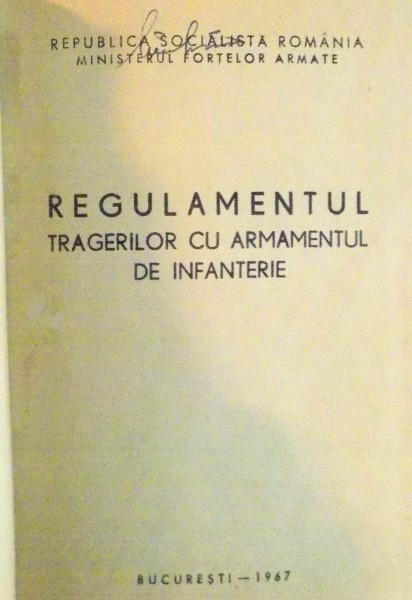 REPUBLICA SOCIALISTĂ ROMÂNIA
MINISTERUL FORȚELOR ARMATE
REGULAMENTUL
TRAGERILOR CU ARMAMENTUL
DE INFANTERIE
BUCUREȘTI — 1967